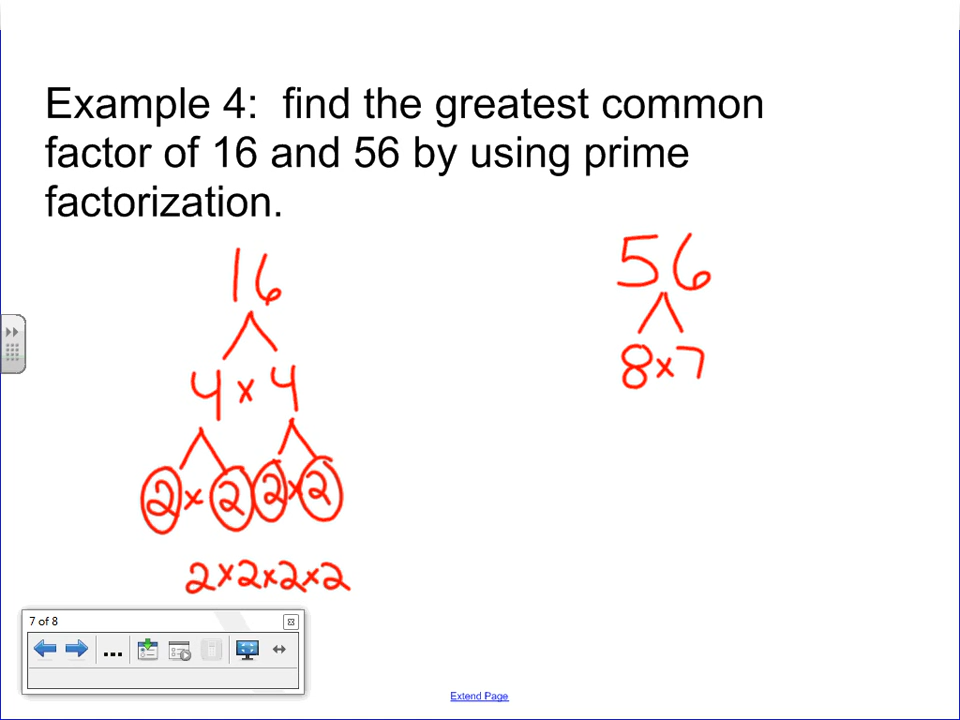 Example 4:  find the greatest common
factor of 16 and 56 by using prime
factorization.
16
56
4 × 4
8 × 7
2 × 2 2 × 2
2 × 2 × 2 × 2
7 of 8
...
Extend Page